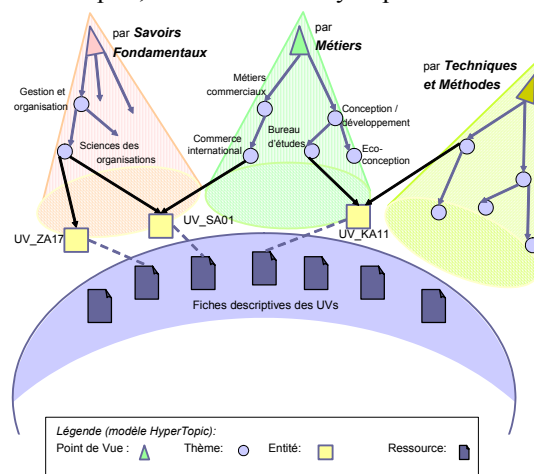 par Savoirs
Fondamentaux
par
Métiers
par Techniques
et Méthodes
Gestion et
organisation
Sciences des
organisations
Métiers
commerciaux
Commerce
international
Bureau
d'études
Conception /
développement
Eco-
conception
UV_ZA17
UV_SA01
UV_KA11
Fiches descriptives des UVs
Légende (modèle HyperTopic):
Point de Vue : Thème: Entité: Ressource: